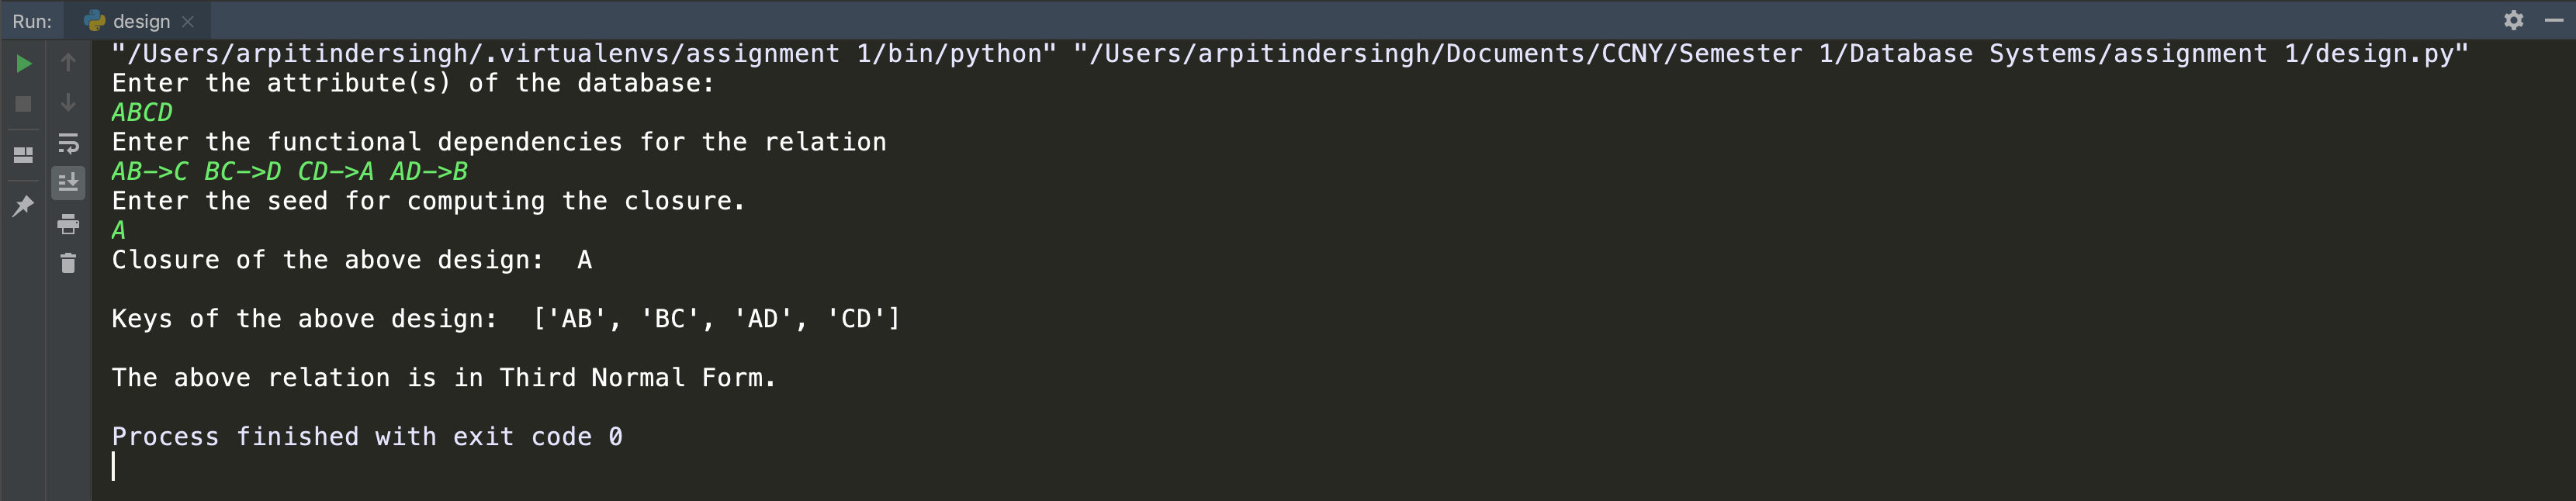 Run: design
"/Users/arpitindersingh/.virtualenvs/assignment 1/bin/python" "/Users/arpitindersingh/Documents/CCNY/Semester 1/Database Systems/assignment 1/design.py"
Enter the attribute(s) of the database:
ABCD
Enter the functional dependencies for the relation
AB->C BC->D CD->A AD->B
Enter the seed for computing the closure.
A
Closure of the above design:  A
Keys of the above design:  ['AB', 'BC', 'AD', 'CD']
The above relation is in Third Normal Form.
Process finished with exit code 0